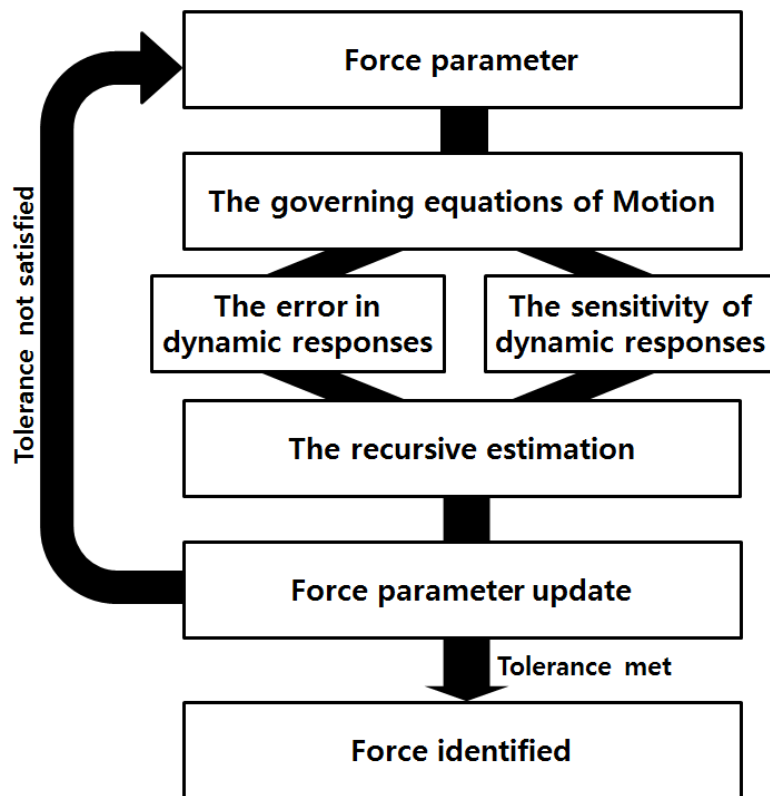 Force parameter
The governing equations of Motion
The error in
dynamic responses
The sensitivity of
dynamic responses
The recursive estimation
Force parameter update
Tolerance not satisfied
Tolerance met
Force identified